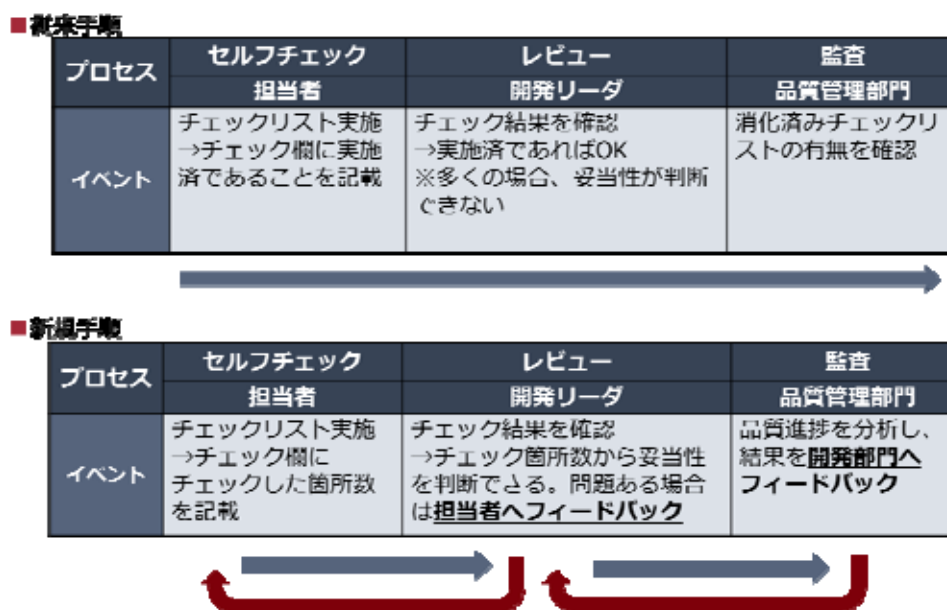 ■従来手順
プロセス
セルフチェック
レビュー
監査
担当者
開発リーダ
品質管理部門
イベント
チェックリスト実施
→チェック欄に実施
済であることを記載
チェック結果を確認
→実施済であればOK
※多くの場合、妥当性が判断
できない
消化済みチェックリ
ストの有無を確認
■新規手順
プロセス
セルフチェック
レビュー
監査
担当者
開発リーダ
品質管理部門
イベント
チェックリスト実施
→チェック欄に
チェックした箇所数
を記載
チェック結果を確認
→チェック箇所数から妥当性
を判断できる。問題ある場合
は担当者へフィードバック
品質進捗を分析し、
結果を開発部門へ
フィードバック